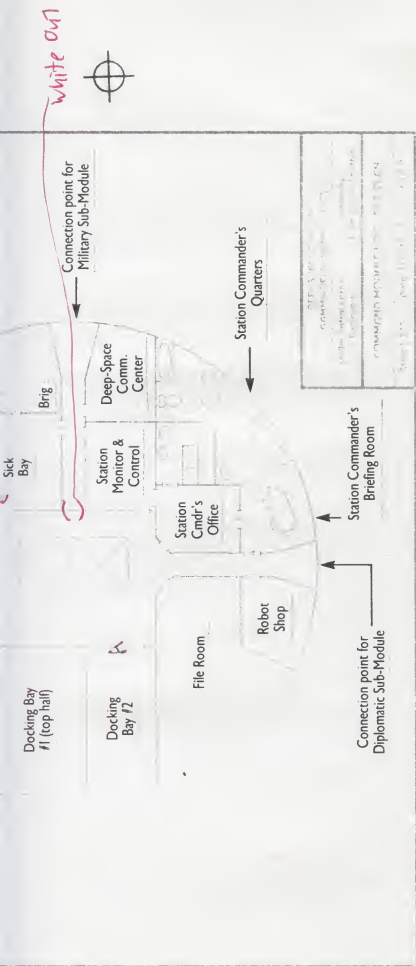 White out
Sick
Bay
Brig
Connection point for
Military Sub-Module
Deep-Space
Comm.
Center
Station
Monitor &
Control
Station Commander's
Quarters
Station
Cmdr's
Office
Station Commander's
Briefing Room
Docking Bay
#1 (top half)
Docking
Bay #2
File Room
Robot
Shop
Connection point for
Diplomatic Sub-Module
COMMAND MODULE